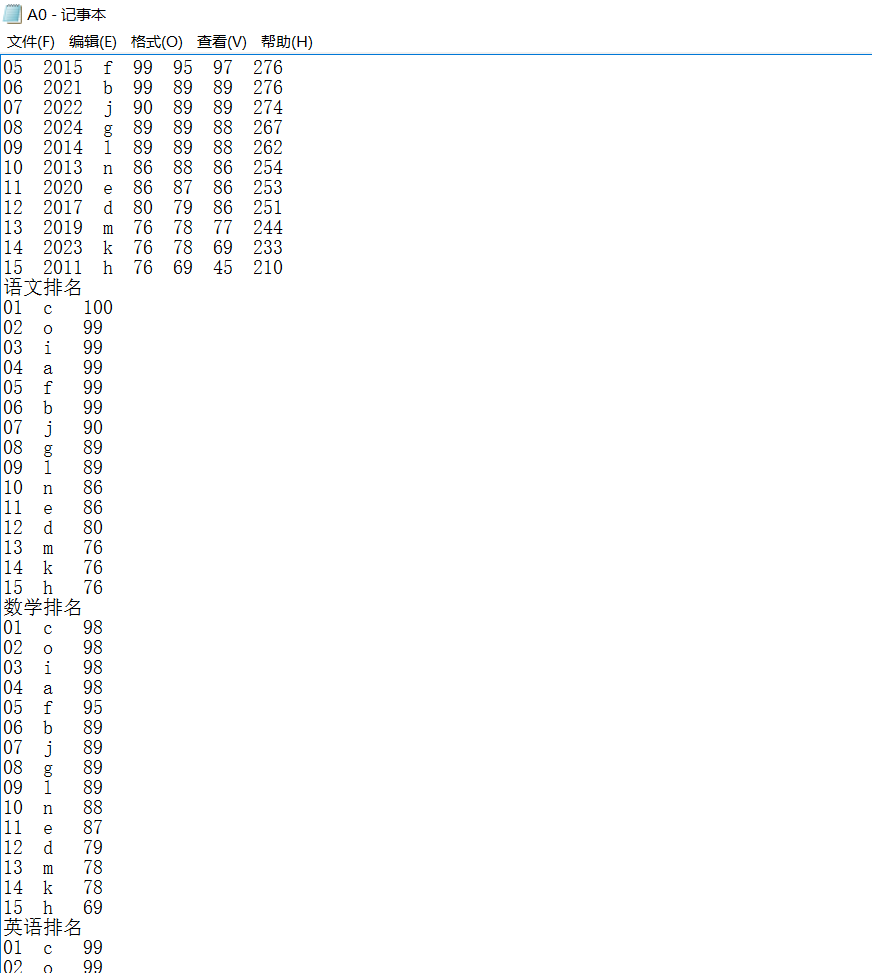 A0 - 记事本
文件(F) 编辑(E) 格式(O) 查看(V) 帮助(H)
05 2015 f 99 95 97 276
06 2021 b 99 89 89 276
07 2022 j 90 89 89 274
08 2024 g 89 89 88 267
09 2014 l 89 89 88 262
10 2013 n 86 88 86 254
11 2020 e 86 87 86 253
12 2017 d 80 79 86 251
13 2019 m 76 78 77 244
14 2023 k 76 78 69 233
15 2011 h 76 69 45 210
语文排名
01 c 100
02 o 99
03 i 99
04 a 99
05 f 99
06 b 99
07 j 90
08 g 89
09 l 89
10 n 86
11 e 86
12 d 80
13 m 76
14 k 76
15 h 76
数学排名
01 c 98
02 o 98
03 i 98
04 a 98
05 f 95
06 b 89
07 j 89
08 g 89
09 l 89
10 n 88
11 e 87
12 d 79
13 m 78
14 k 78
15 h 69
英语排名
01 c 99
02 o 99